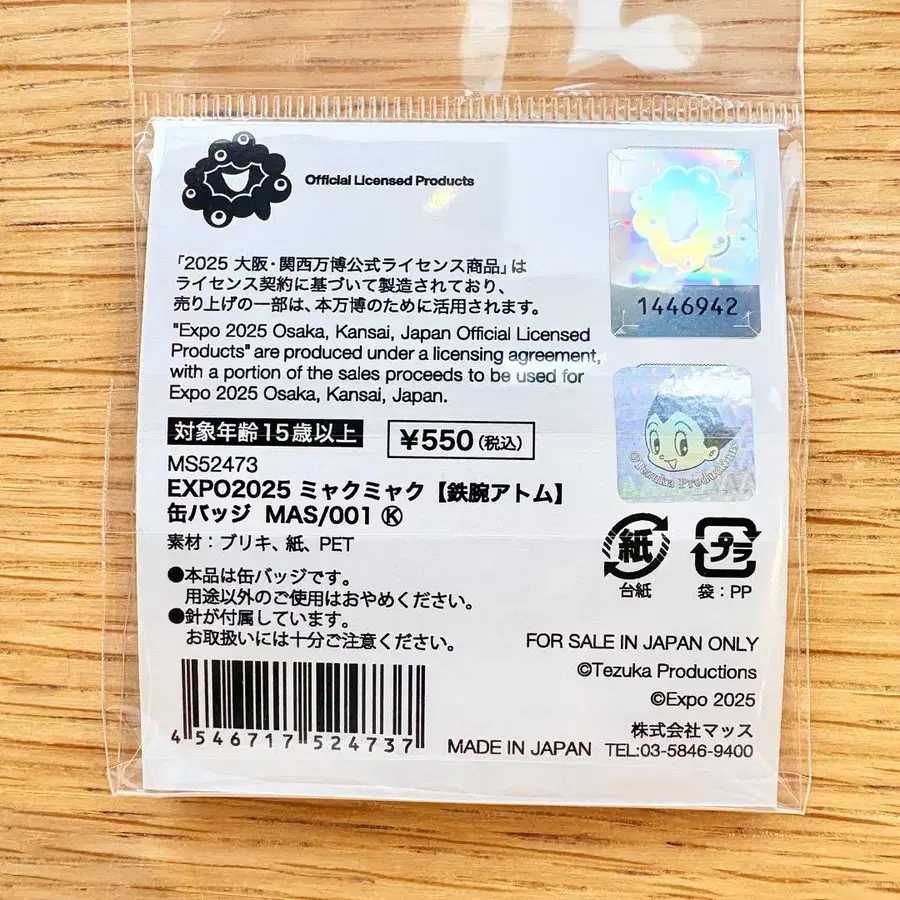 Official Licensed Products
1446942
「2025 大阪・関西万博公式ライセンス商品」は
ライセンス契約に基づいて製造されており、
売り上げの一部は、本万博のために活用されます。
"Expo 2025 Osaka, Kansai, Japan Official Licensed
Products" are produced under a licensing agreement,
with a portion of the sales proceeds to be used for
Expo 2025 Osaka, Kansai, Japan.
©Tezuka Productions
対象年齢15歳以上
¥550(税込)
MS52473
EXPO2025 ミャクミャク【鉄腕アトム】
缶バッジ MAS/001 Ⓚ
素材：ブリキ、紙、PET
紙
台紙
プラ
袋：PP
●本品は缶バッジです。
用途以外のご使用はおやめください。
●針が付属しています。
お取扱いには十分ご注意ください。
FOR SALE IN JAPAN ONLY
©Tezuka Productions
©Expo 2025
4 546717 524737
MADE IN JAPAN
株式会社マッス
TEL:03-5846-9400